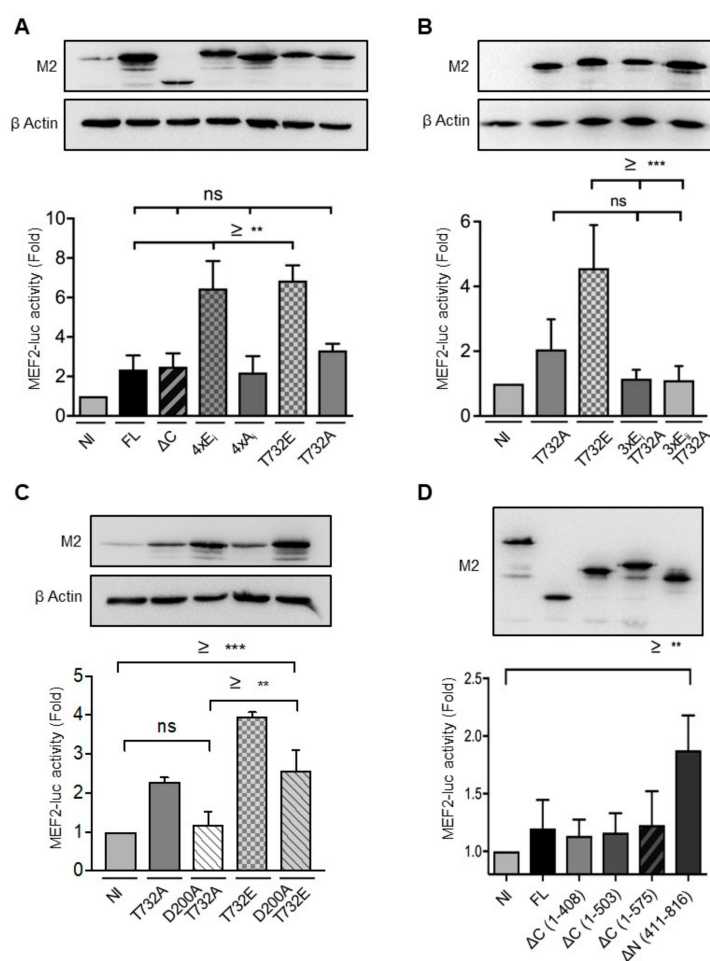 A
M2
β Actin
ns
≥ **
MEF2-luc activity (Fold)
10
8
6
4
2
0
NI
FL
ΔC
4xEi
4xAi
T732E
T732A
B
M2
β Actin
≥ ***
ns
MEF2-luc activity (Fold)
6
4
2
0
NI
T732A
T732E
3xEi
T732A
3xEii
T732A
C
M2
β Actin
≥ ***
≥ **
ns
MEF2-luc activity (Fold)
5
4
3
2
1
0
NI
T732A
D200A
T732A
T732E
D200A
T732E
D
M2
≥ **
MEF2-luc activity (Fold)
2.5
2.0
1.5
1.0
NI
FL
ΔC (1-408)
ΔC (1-503)
ΔC (1-575)
ΔN (411-816)